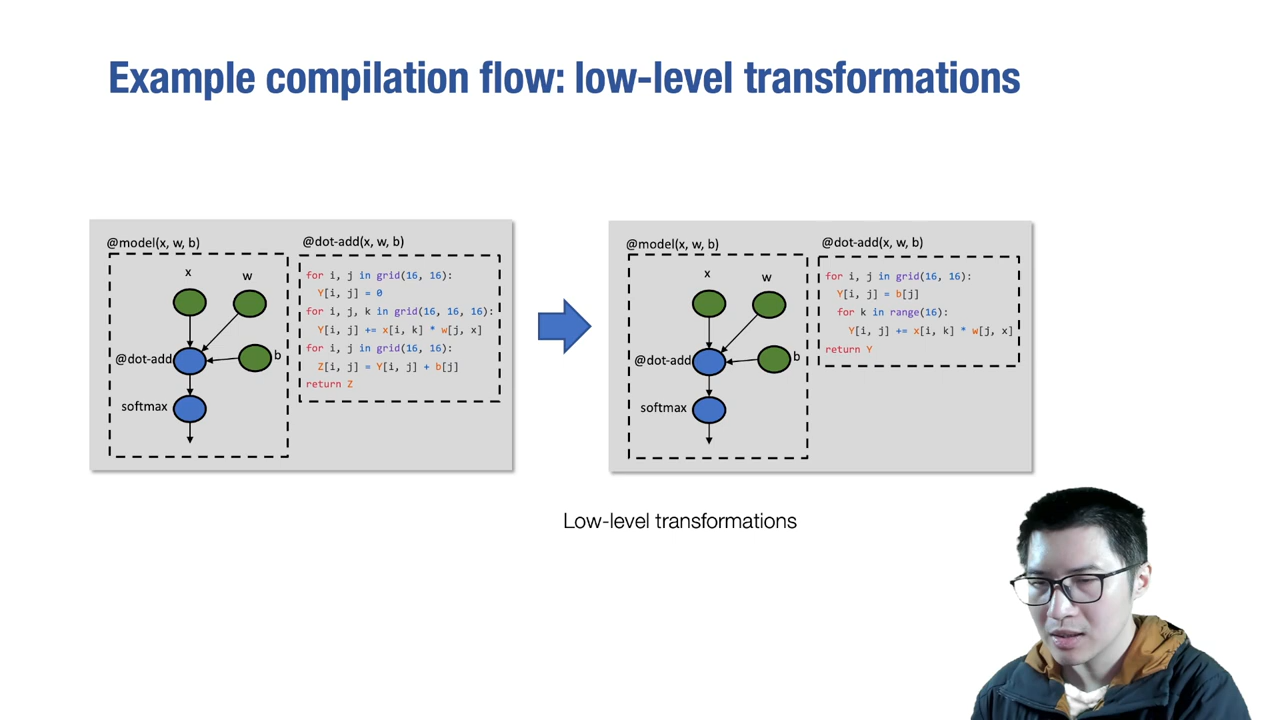 Example compilation flow: low-level transformations
@model(x, w, b)
x
w
@dot-add
b
softmax
@dot-add(x, w, b)
for i, j in grid(16, 16):
Y[i, j] = 0
for i, j, k in grid(16, 16, 16):
Y[i, j] += x[i, k] * w[j, x]
for i, j in grid(16, 16):
Z[i, j] = Y[i, j] + b[j]
return Z
@model(x, w, b)
x
w
@dot-add
b
softmax
@dot-add(x, w, b)
for i, j in grid(16, 16):
Y[i, j] = b[j]
for k in range(16):
Y[i, j] += x[i, k] * w[j, x]
return Y
Low-level transformations